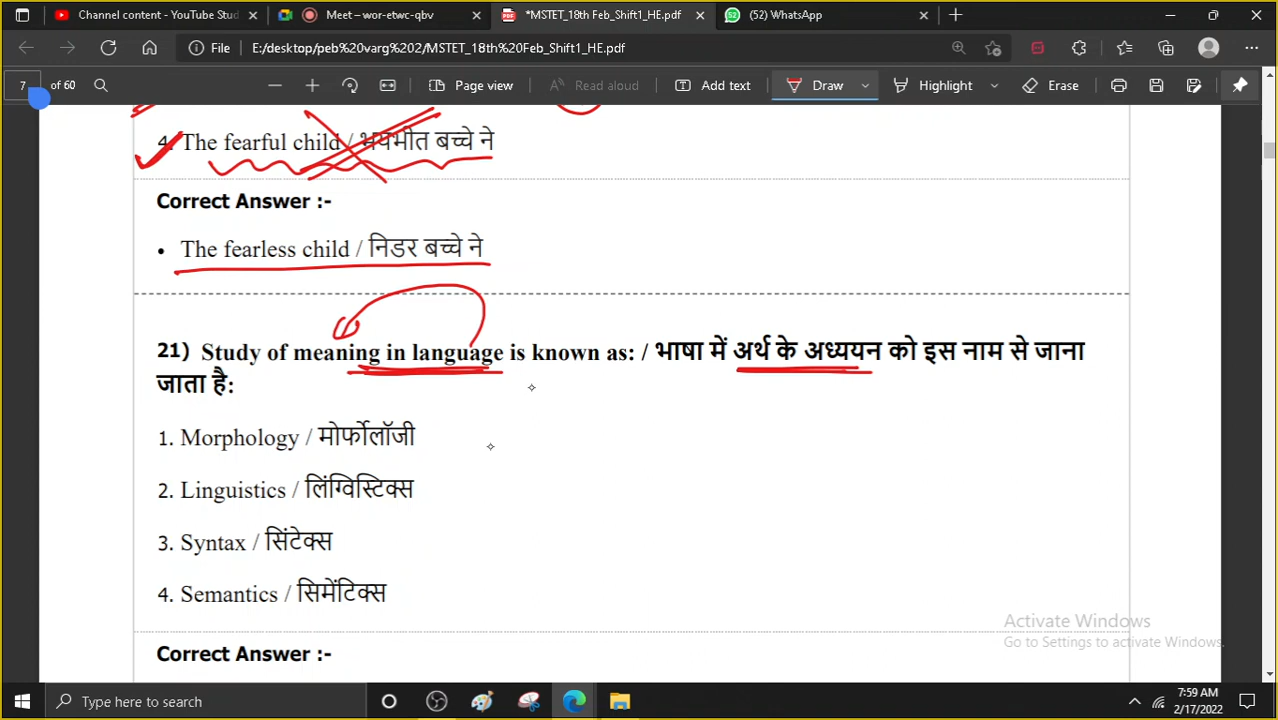 Channel content - YouTube Stud
Meet – wor-etwc-qbv
*MSTET_18th Feb_Shift1_HE.pdf
(52) WhatsApp
File
E:/desktop/peb%20varg%202/MSTET_18th%20Feb_Shift1_HE.pdf
7
of 60
Page view
Read aloud
Add text
Draw
Highlight
Erase
4. The fearful child / भयभीत बच्चे ने
Correct Answer :-
• The fearless child / निडर बच्चे ने
21) Study of meaning in language is known as: / भाषा में अर्थ के अध्ययन को इस नाम से जाना
जाता है:
1. Morphology / मोर्फोलॉजी
2. Linguistics / लिंग्विस्टिक्स
3. Syntax / सिंटेक्स
4. Semantics / सिमेंटिक्स
Correct Answer :-
Activate Windows
Go to Settings to activate Windows.
Type here to search
7:59 AM
2/17/2022